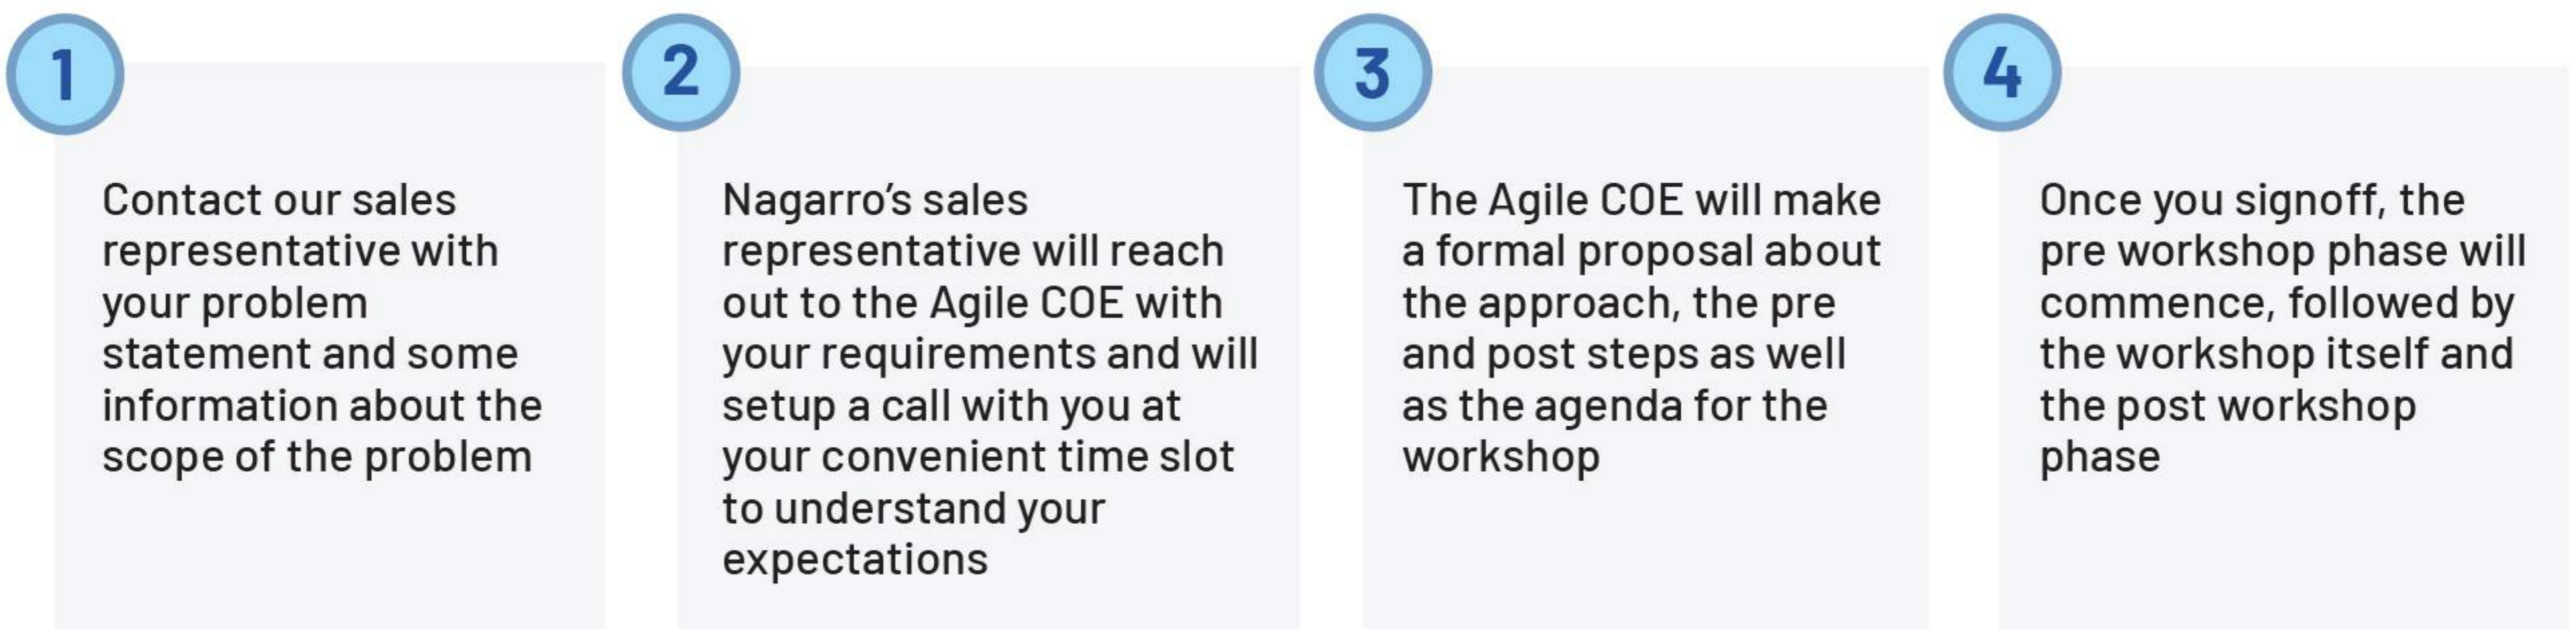 1
Contact our sales
representative with
your problem
statement and some
information about the
scope of the problem
2
Nagarro’s sales
representative will reach
out to the Agile COE with
your requirements and will
setup a call with you at
your convenient time slot
to understand your
expectations
3
The Agile COE will make
a formal proposal about
the approach, the pre
and post steps as well
as the agenda for the
workshop
4
Once you signoff, the
pre workshop phase will
commence, followed by
the workshop itself and
the post workshop
phase